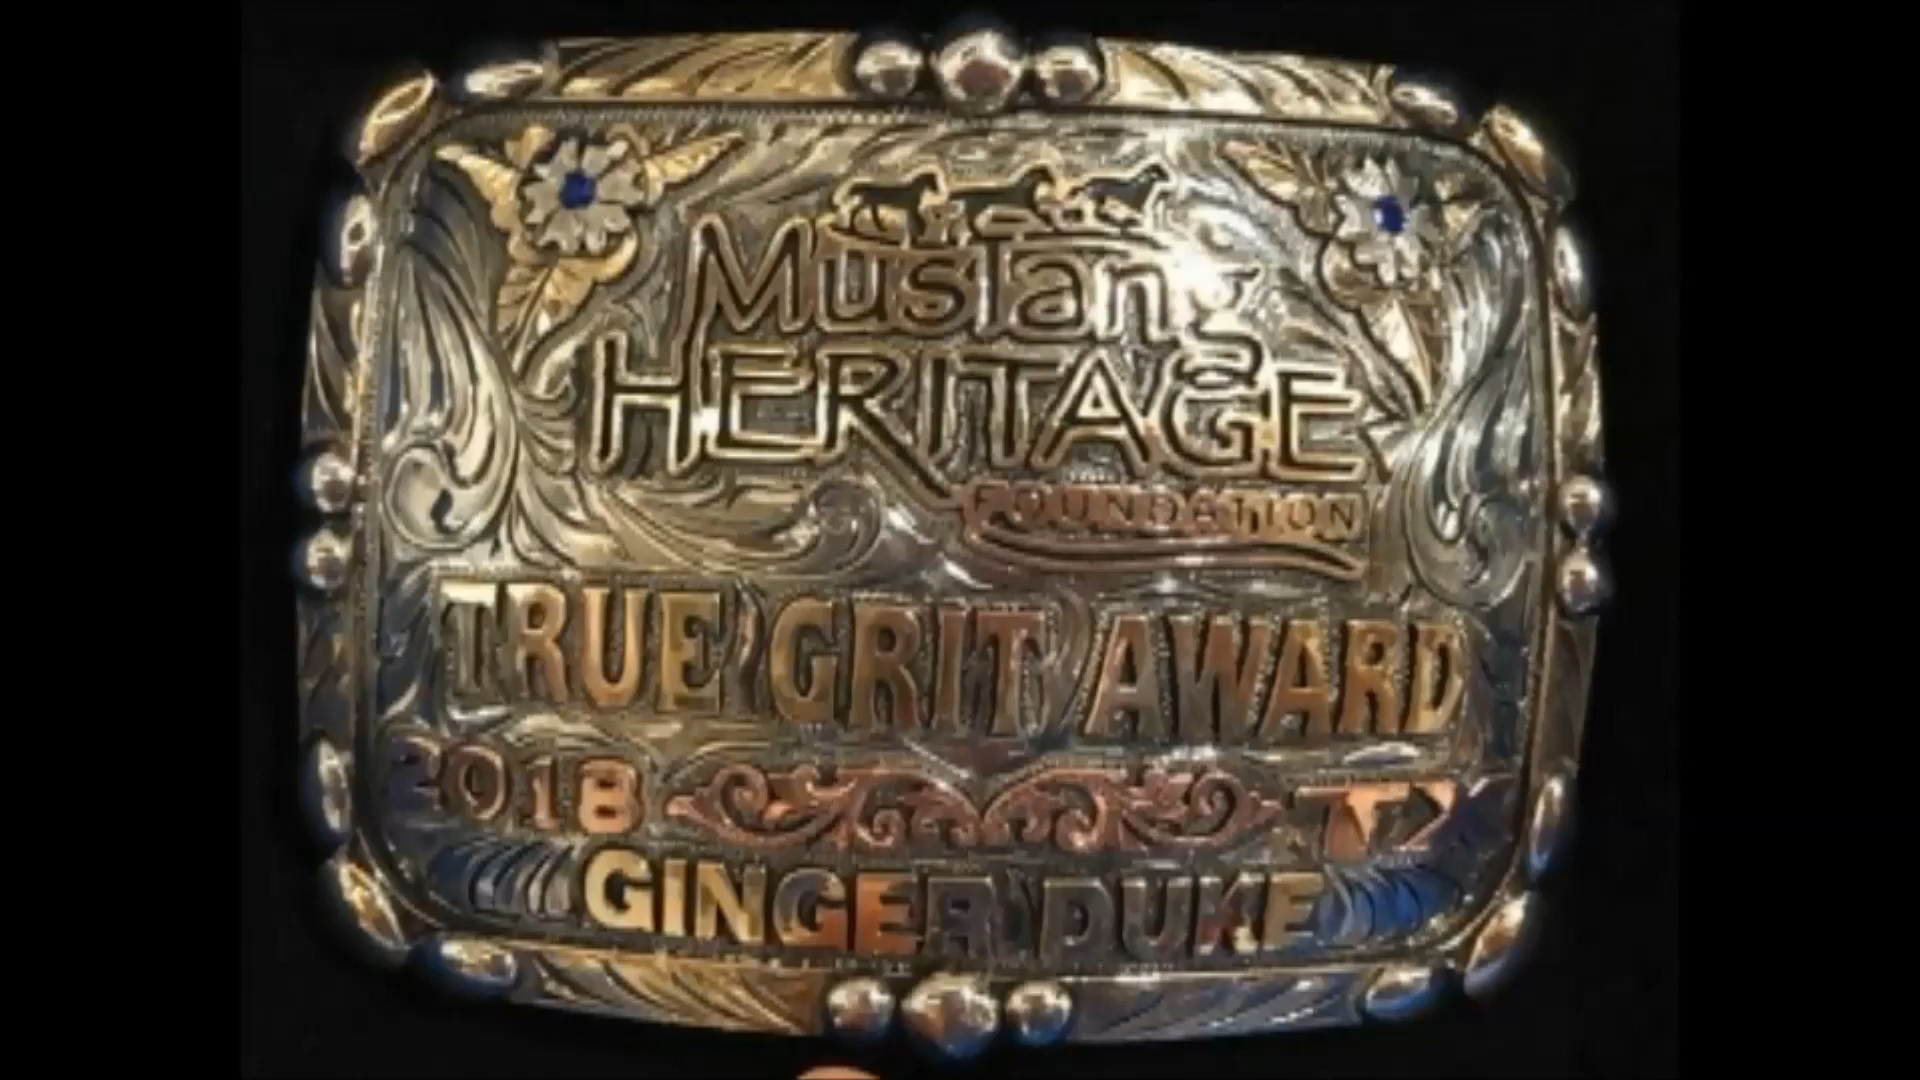 Mustang
HERITAGE
FOUNDATION
TRUE GRIT AWARD
2018 TX
GINGER DUKE